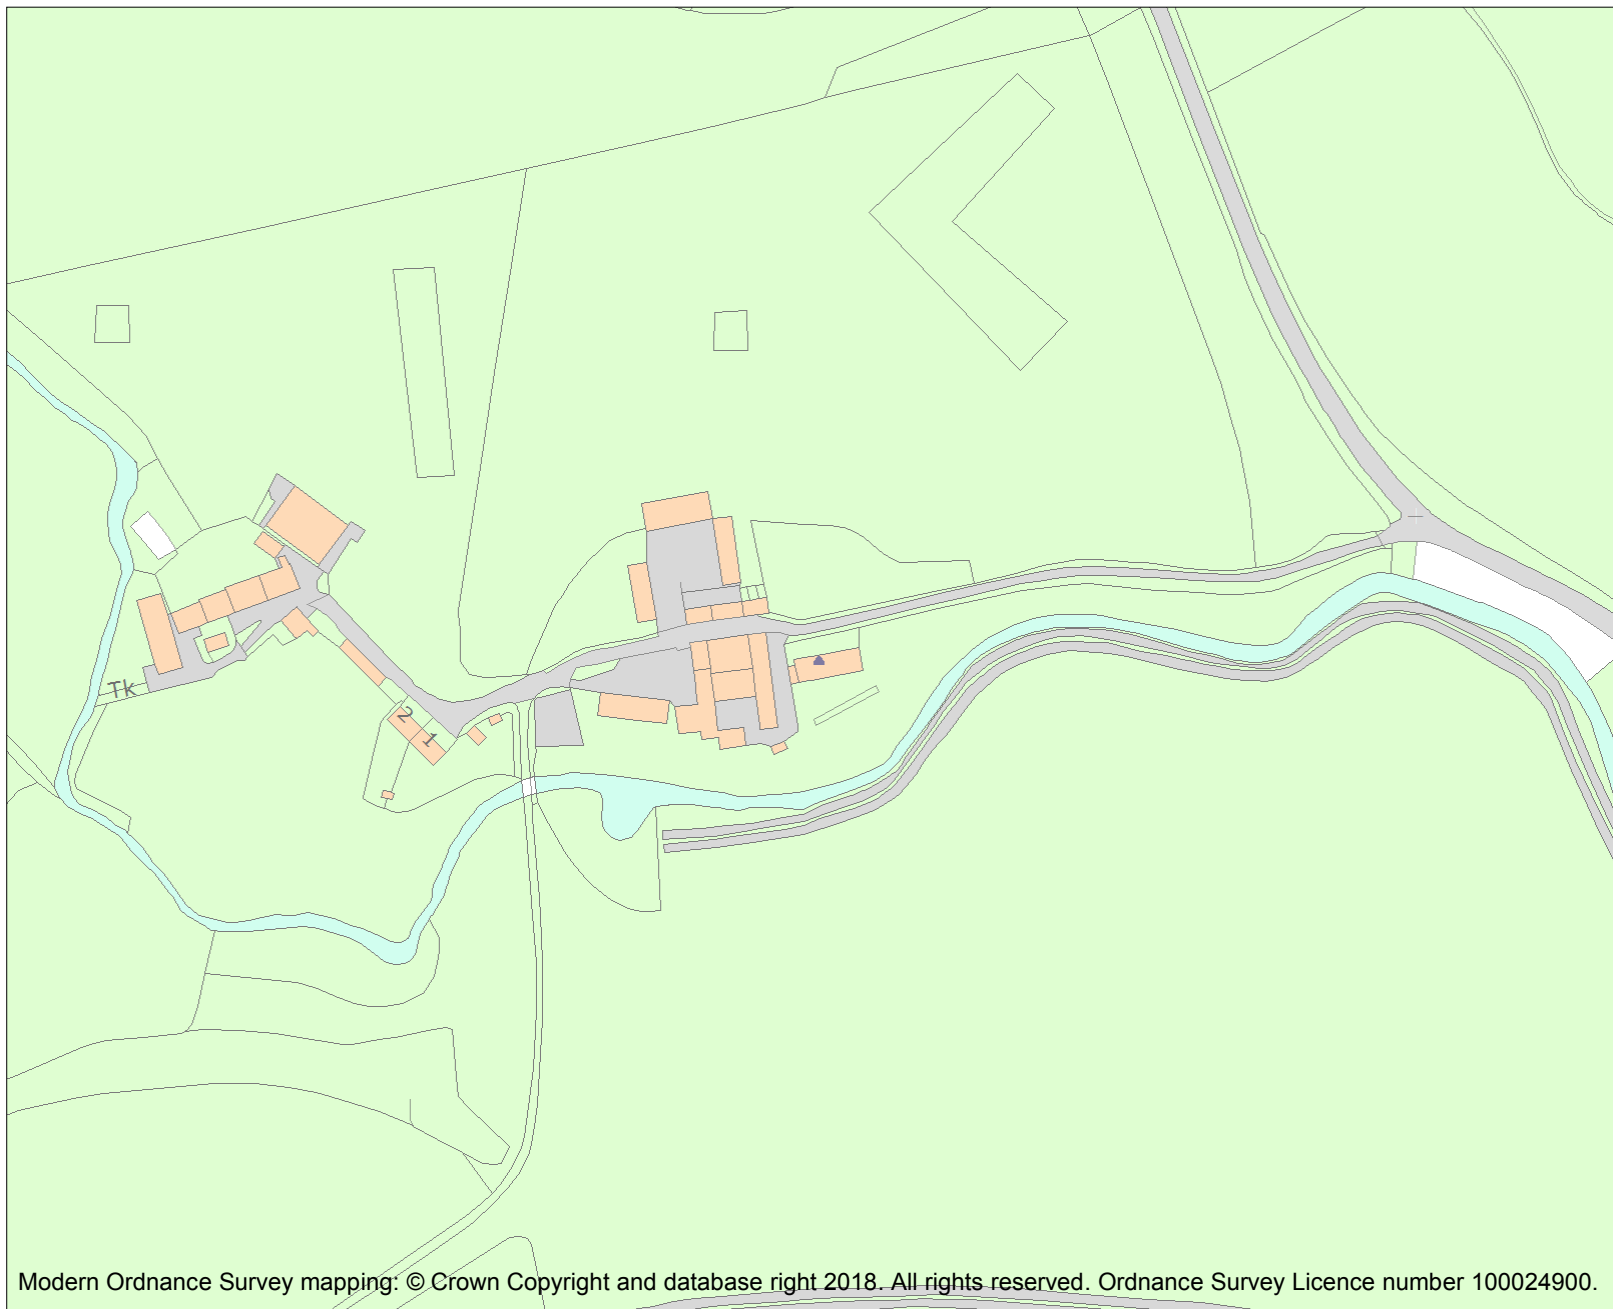 Tk
2
1
Modern Ordnance Survey mapping: © Crown Copyright and database right 2018. All rights reserved. Ordnance Survey Licence number 100024900.